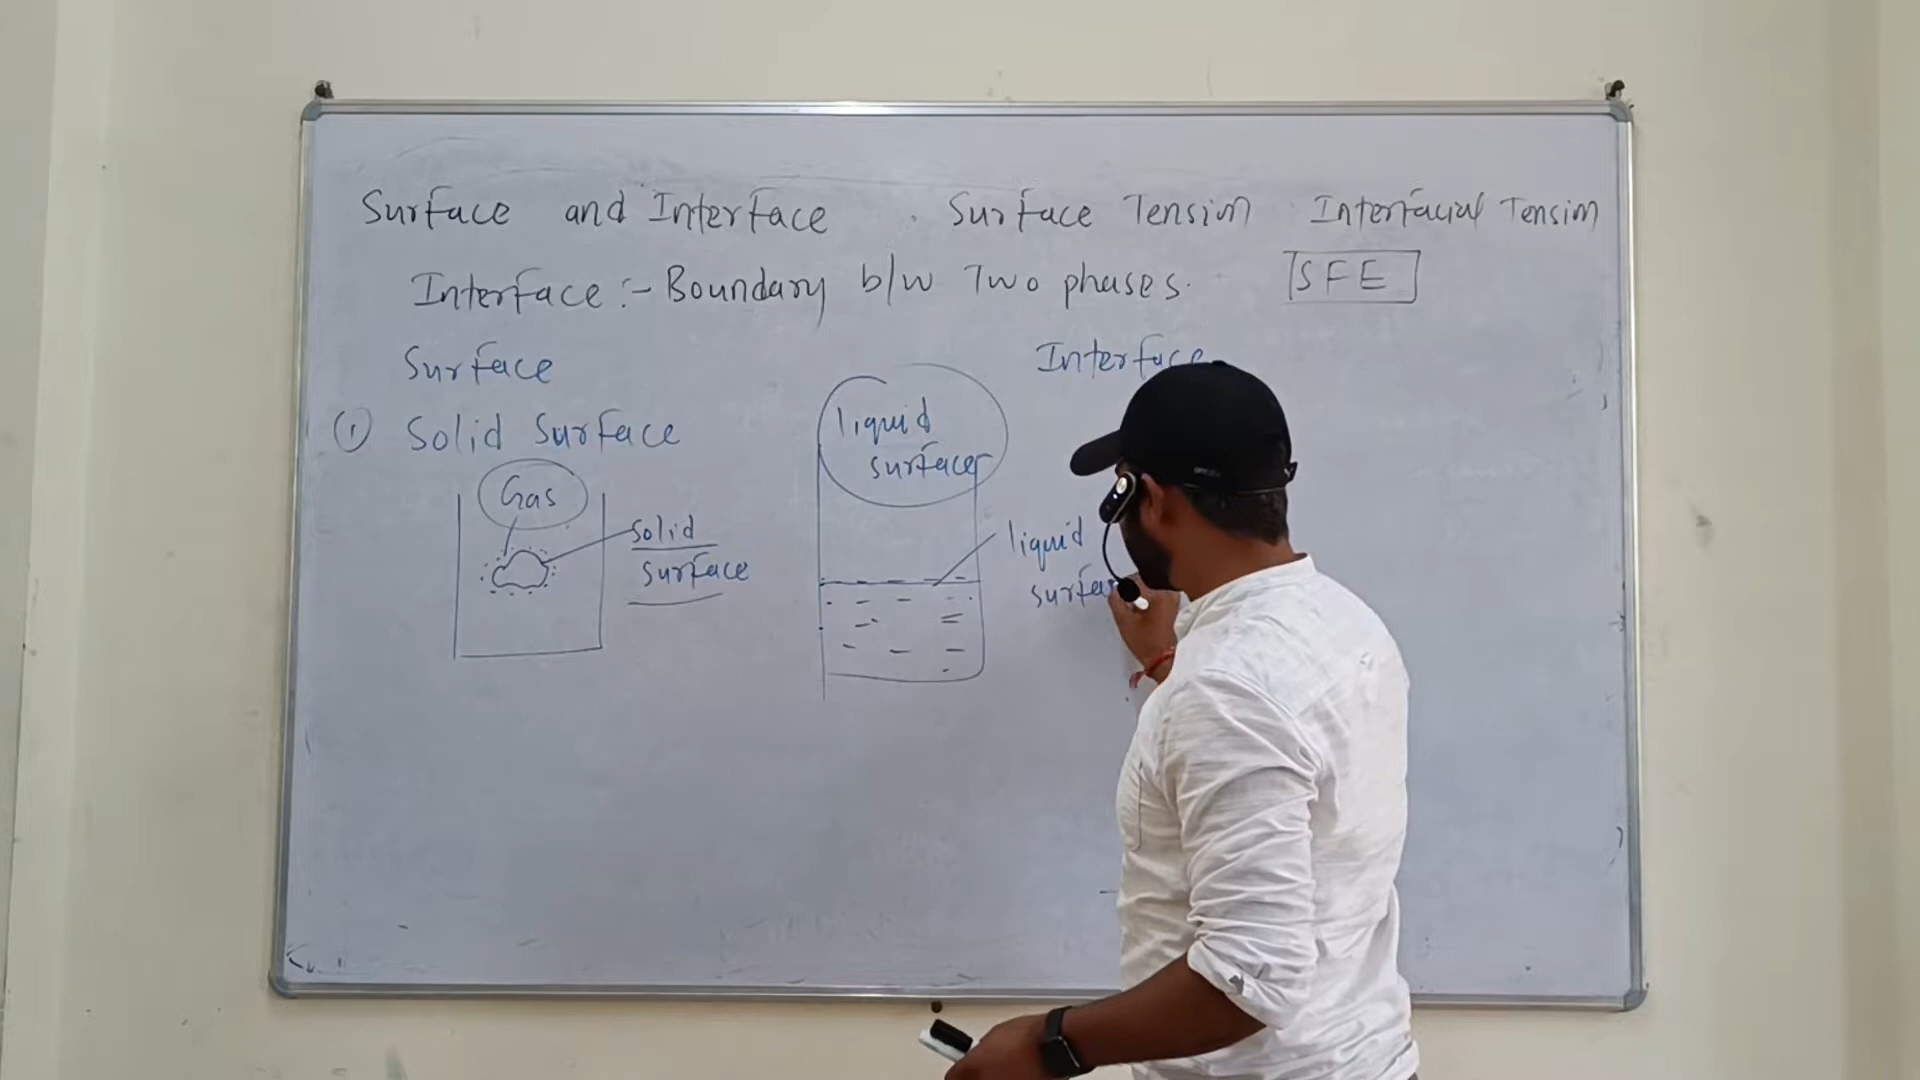 Surface and Interface . Surface Tension Interfacial Tension
Interface :- Boundary b/w Two phases. SFE
Surface
Interface
① Solid Surface
liquid
surface
Gas
solid
surface
liquid
surfa